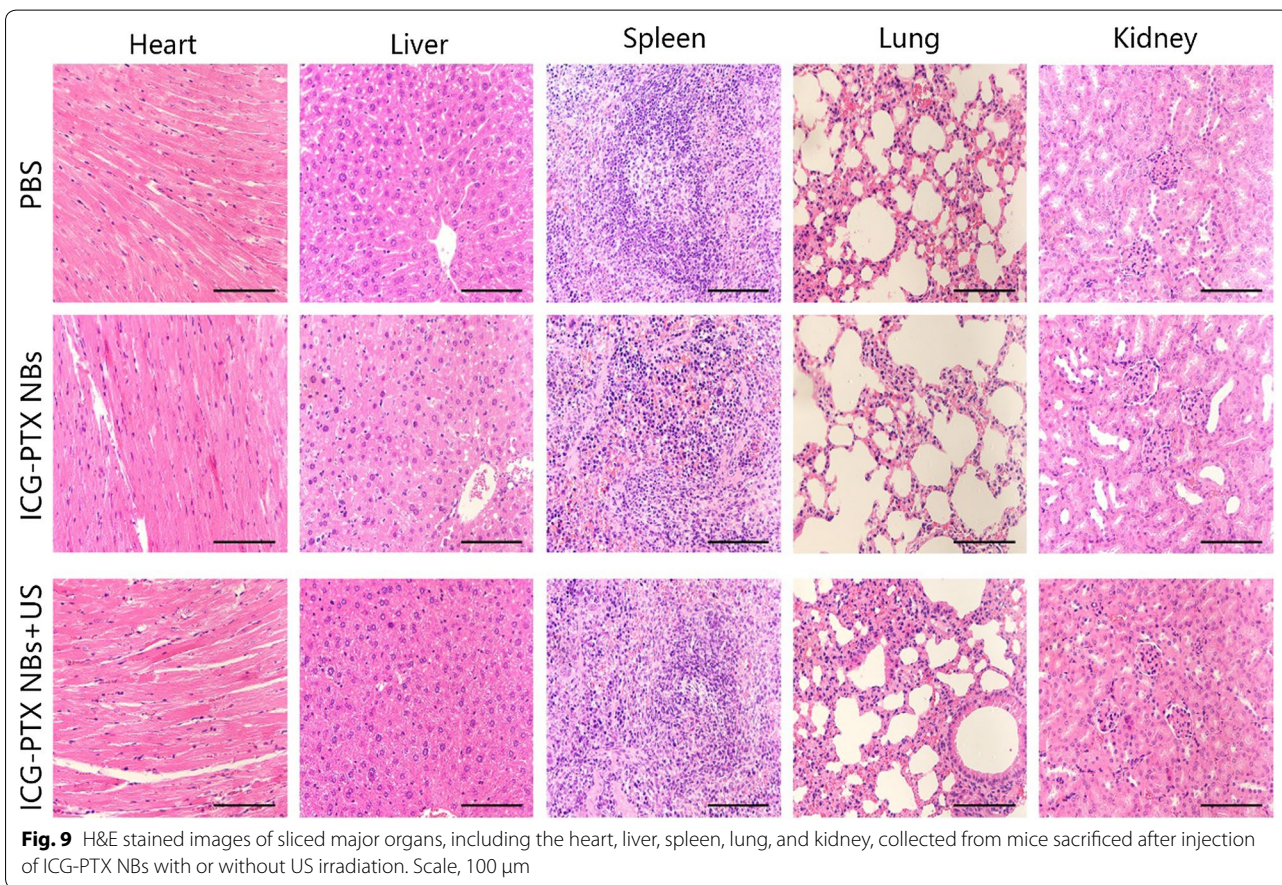 Heart Liver Spleen Lung Kidney
PBS
ICG-PTX NBs
ICG-PTX NBs+US
Fig. 9 H&E stained images of sliced major organs, including the heart, liver, spleen, lung, and kidney, collected from mice sacrificed after injection
of ICG-PTX NBs with or without US irradiation. Scale, 100 µm